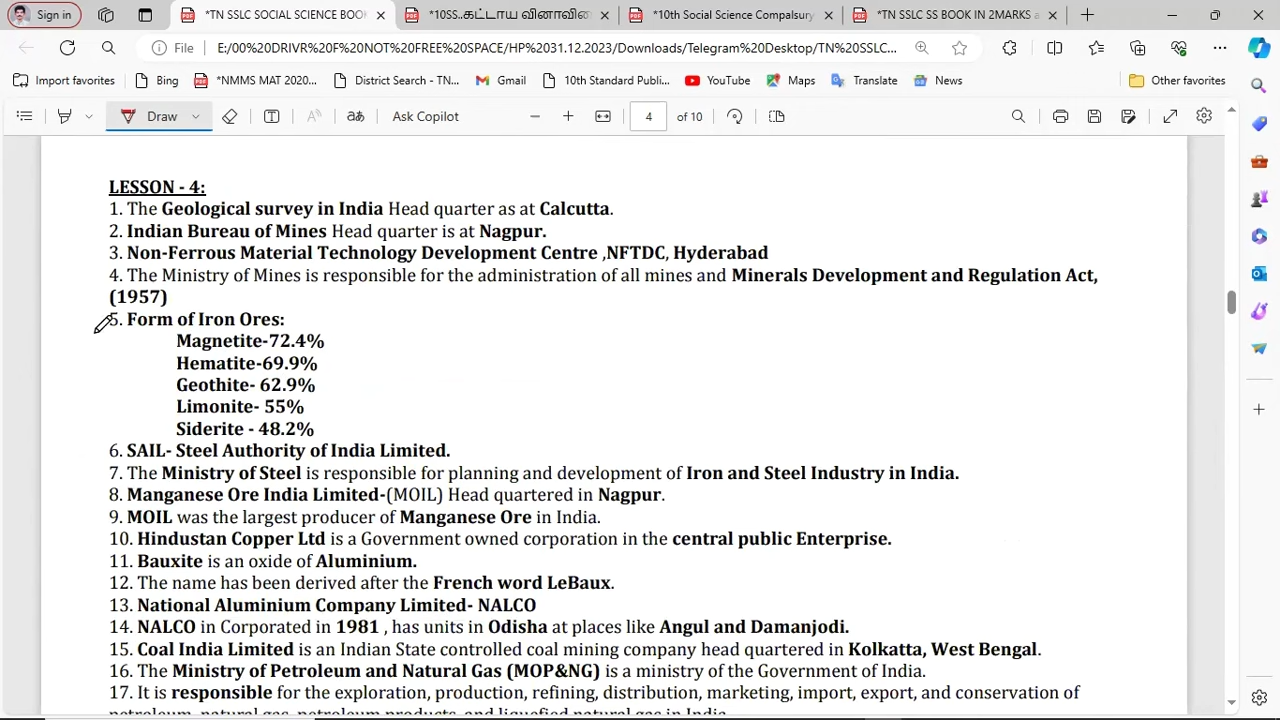 Sign in
*TN SSLC SOCIAL SCIENCE BOOK
*10SS..கட்டாய வினாவின்
*10th Social Science Compalsury
*TN SSLC SS BOOK IN 2MARKS a
File
E:/00%20DRIVR%20F%20NOT%20FREE%20SPACE/HP%2031.12.2023/Downloads/Telegram%20Desktop/TN%20SSLC...
Import favorites
Bing
*NMMS MAT 2020...
District Search - TN...
Gmail
10th Standard Publi...
YouTube
Maps
Translate
News
Other favorites
Draw
Ask Copilot
4 of 10
LESSON - 4:
1. The Geological survey in India Head quarter as at Calcutta.
2. Indian Bureau of Mines Head quarter is at Nagpur.
3. Non-Ferrous Material Technology Development Centre ,NFTDC, Hyderabad
4. The Ministry of Mines is responsible for the administration of all mines and Minerals Development and Regulation Act,
(1957)
5. Form of Iron Ores:
Magnetite-72.4%
Hematite-69.9%
Geothite- 62.9%
Limonite- 55%
Siderite - 48.2%
6. SAIL- Steel Authority of India Limited.
7. The Ministry of Steel is responsible for planning and development of Iron and Steel Industry in India.
8. Manganese Ore India Limited-(MOIL) Head quartered in Nagpur.
9. MOIL was the largest producer of Manganese Ore in India.
10. Hindustan Copper Ltd is a Government owned corporation in the central public Enterprise.
11. Bauxite is an oxide of Aluminium.
12. The name has been derived after the French word LeBaux.
13. National Aluminium Company Limited- NALCO
14. NALCO in Corporated in 1981 , has units in Odisha at places like Angul and Damanjodi.
15. Coal India Limited is an Indian State controlled coal mining company head quartered in Kolkatta, West Bengal.
16. The Ministry of Petroleum and Natural Gas (MOP&NG) is a ministry of the Government of India.
17. It is responsible for the exploration, production, refining, distribution, marketing, import, export, and conservation of
petroleum, natural gas, petroleum products, and liquefied natural gas in India.